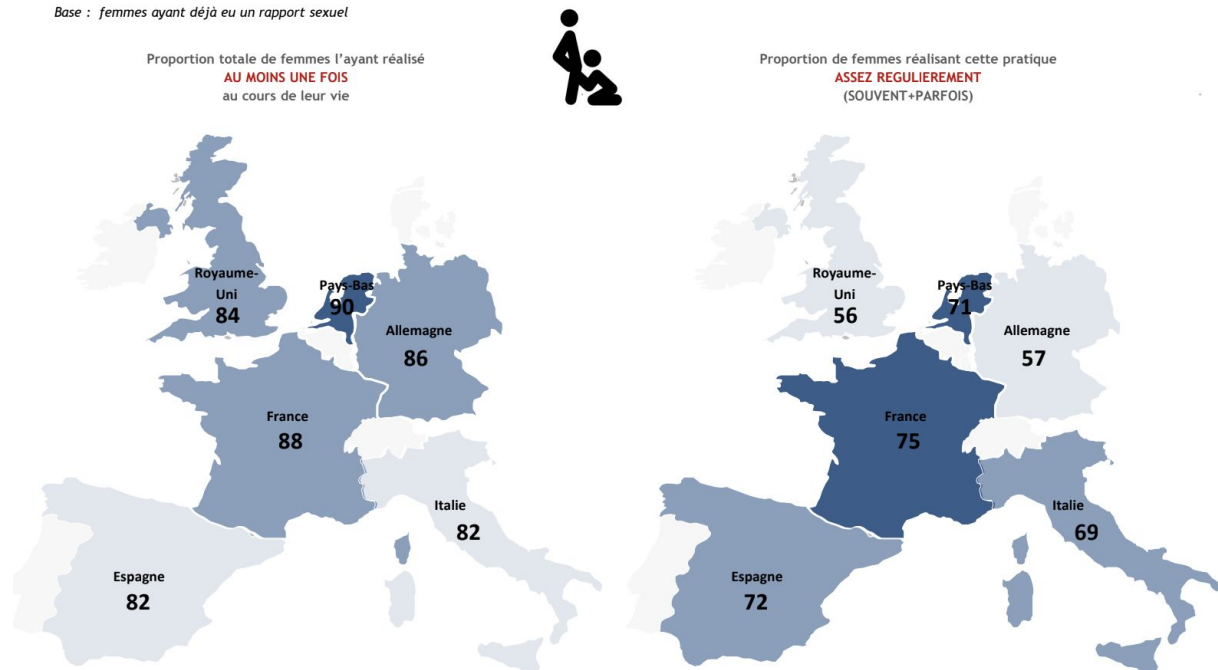 Base : femmes ayant déjà eu un rapport sexuel
Proportion totale de femmes l'ayant réalisé
AU MOINS UNE FOIS
au cours de leur vie
Royaume-
Uni
84
Pays-Bas
90
Allemagne
86
France
88
Italie
82
Espagne
82
Proportion de femmes réalisant cette pratique
ASSEZ REGULIEREMENT
(SOUVENT+PARFOIS)
Royaume-
Uni
56
Pays-Bas
71
Allemagne
57
France
75
Italie
69
Espagne
72